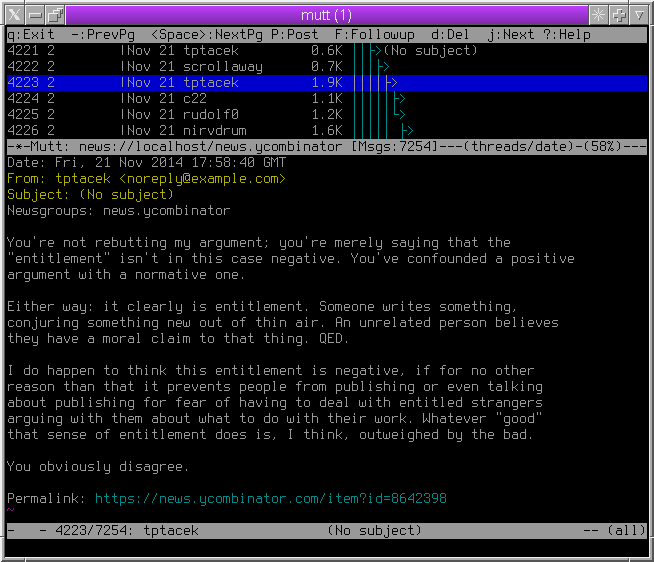 mutt (1)
q:Exit  -:PrevPg  <Space>:NextPg P:Post  F:Followup  d:Del  j:Next ?:Help
4221 2       !Nov 21 tptacek         0.6K │ │ ├>(No subject)
4222 2       !Nov 21 scrollaway      0.7K │ │ │ ├>
4223 2       !Nov 21 tptacek         1.9K │ │ │ │ ├>
4224 2       !Nov 21 c22             1.1K │ │ │ │ │ ├>
4225 2       !Nov 21 rudolf0         1.2K │ │ │ │ │ └>
4226 2       !Nov 21 nirvdrum        1.6K │ │ │ │ │ ├>
-*-Mutt: news://localhost/news.ycombinator [Msgs:7254]---(threads/date)-(58%)---
Date: Fri, 21 Nov 2014 17:58:40 GMT
From: tptacek <noreply@example.com>
Subject: (No subject)
Newsgroups: news.ycombinator
You're not rebutting my argument; you're merely saying that the
"entitlement" isn't in this case negative. You've confounded a positive
argument with a normative one.
Either way: it clearly is entitlement. Someone writes something,
conjuring something new out of thin air. An unrelated person believes
they have a moral claim to that thing. QED.
I do happen to think this entitlement is negative, if for no other
reason than that it prevents people from publishing or even talking
about publishing for fear of having to deal with entitled strangers
arguing with them about what to do with their work. Whatever "good"
that sense of entitlement does is, I think, outweighed by the bad.
You obviously disagree.
Permalink: https://news.ycombinator.com/item?id=8642398
~
-   - 4223/7254: tptacek                (No subject)                    -- (all)